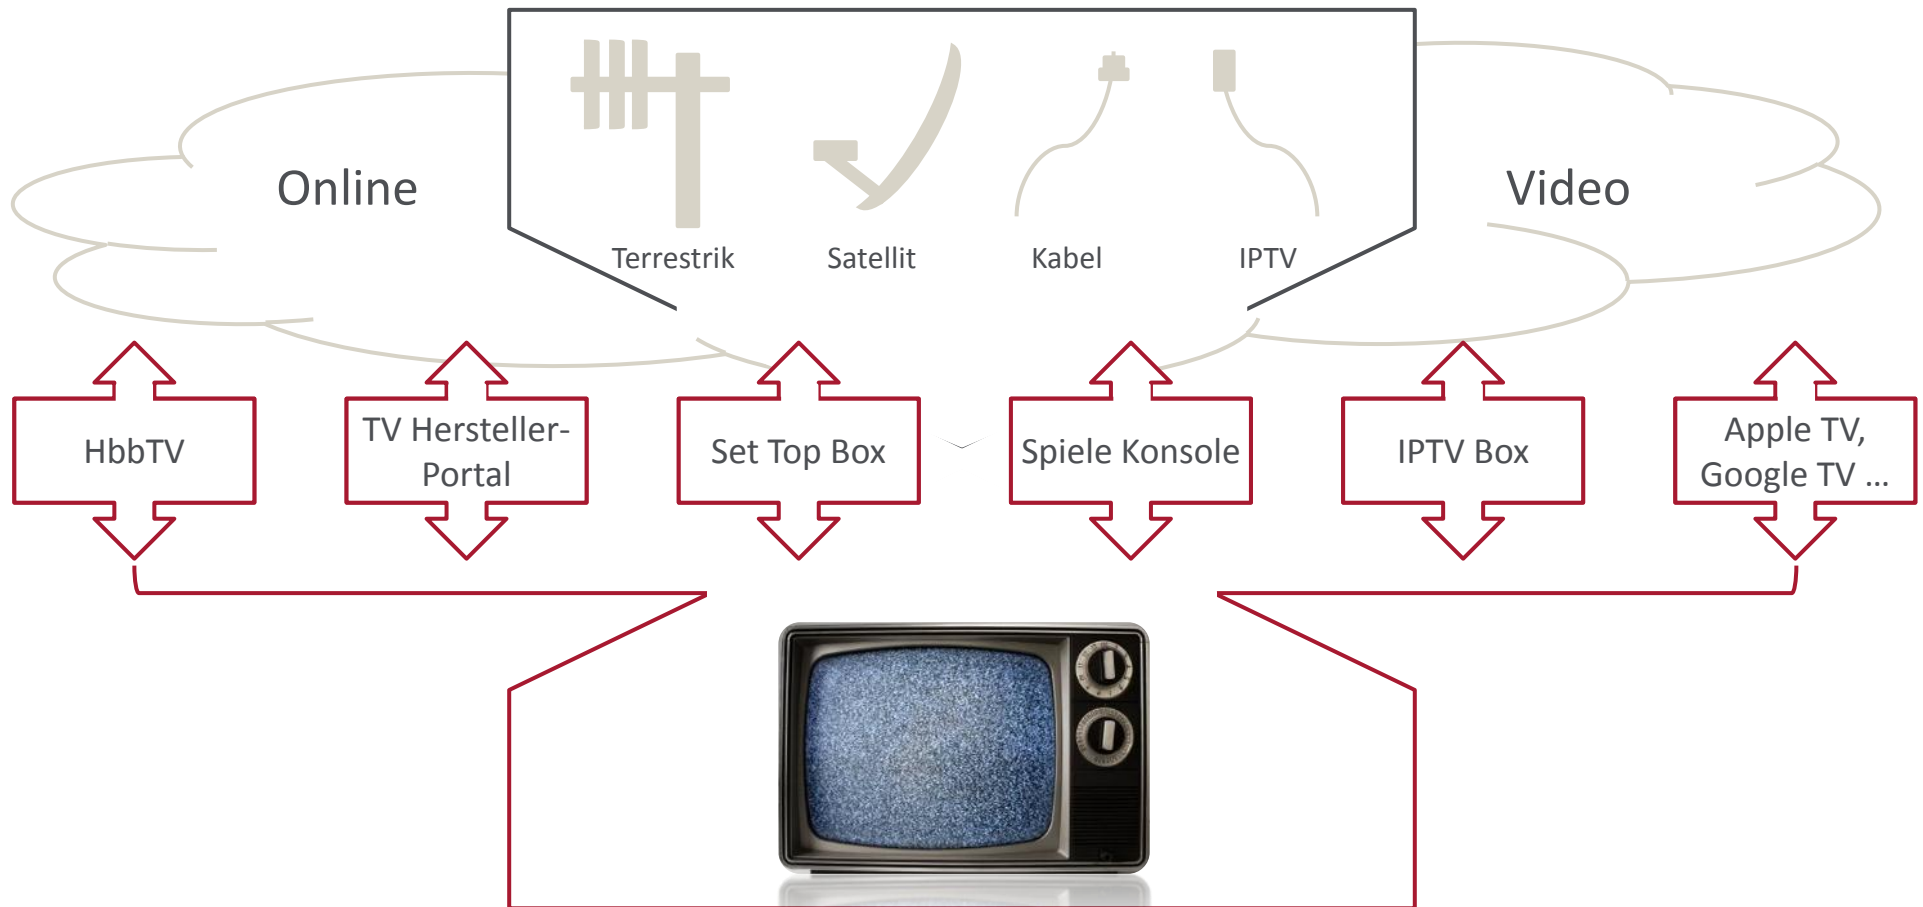 Online
Video
Terrestrik
Satellit
Kabel
IPTV
HbbTV
TV Hersteller-
Portal
Set Top Box
Spiele Konsole
IPTV Box
Apple TV,
Google TV ...